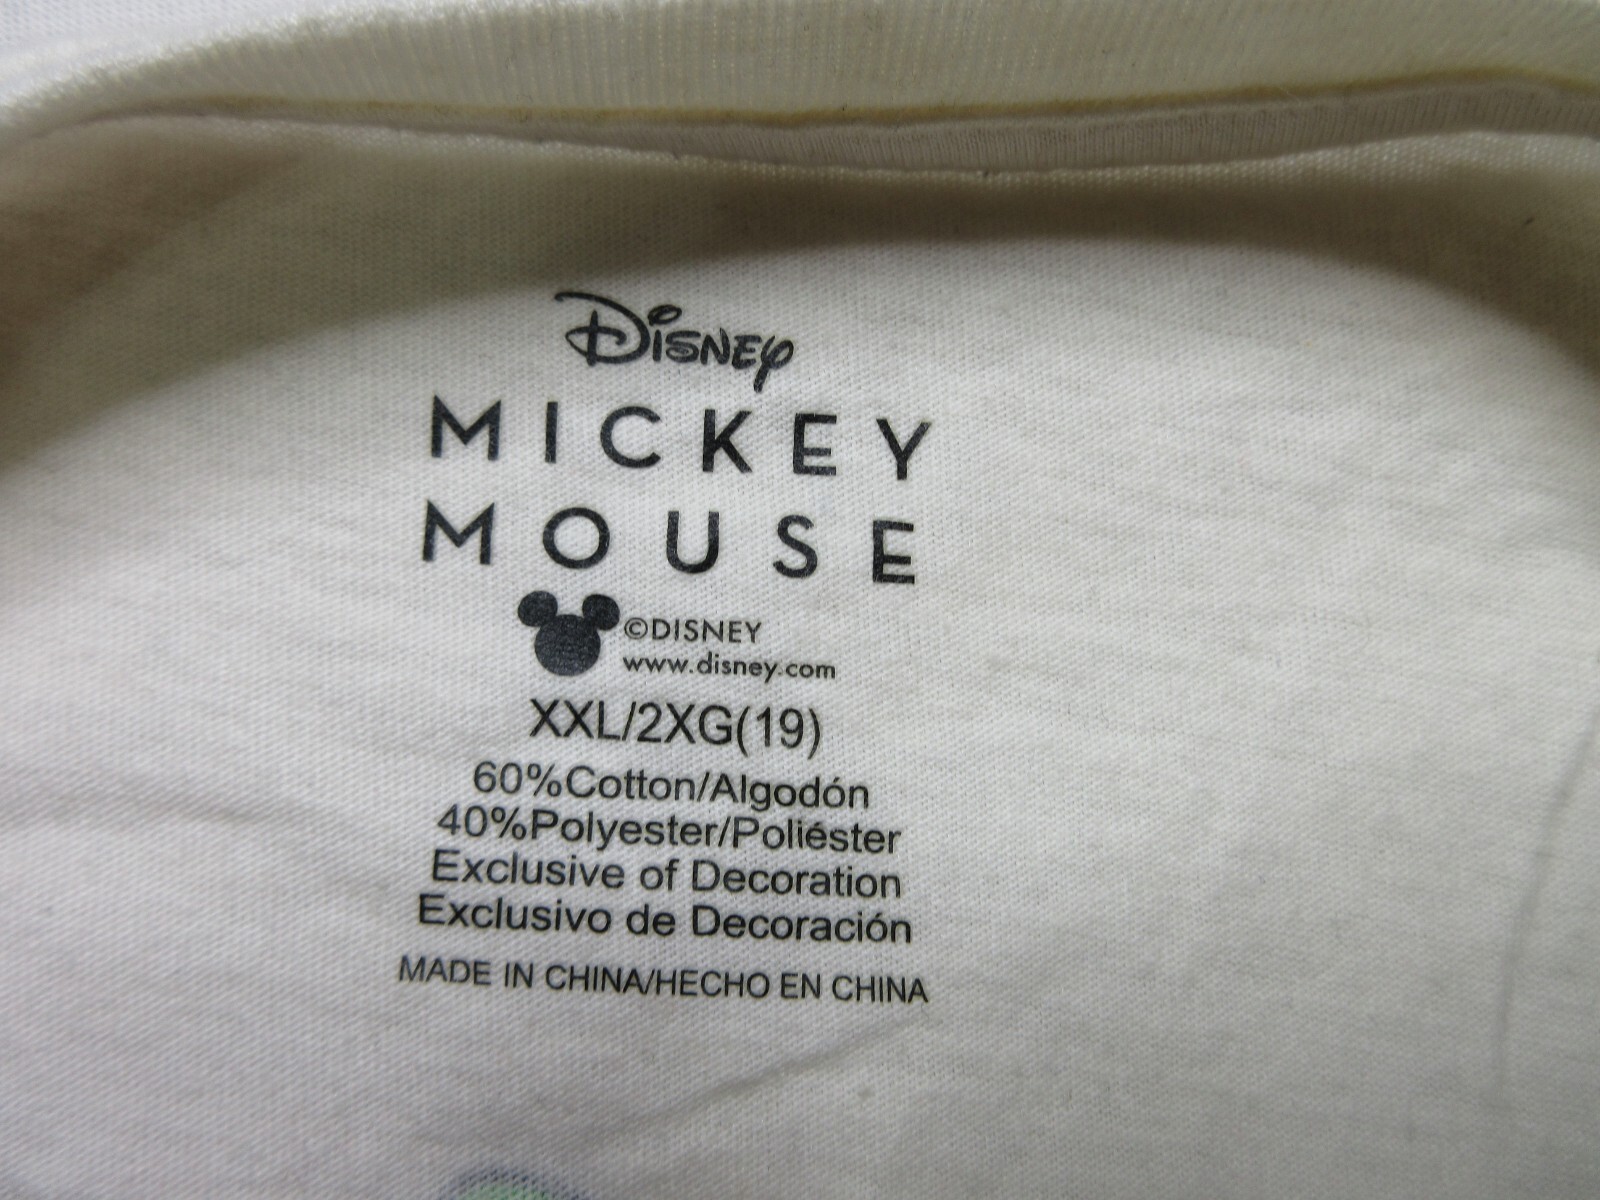 Disney
MICKEY
MOUSE
©DISNEY
www.disney.com
XXL/2XG(19)
60%Cotton/Algodón
40%Polyester/Poliéster
Exclusive of Decoration
Exclusivo de Decoración
MADE IN CHINA/HECHO EN CHINA